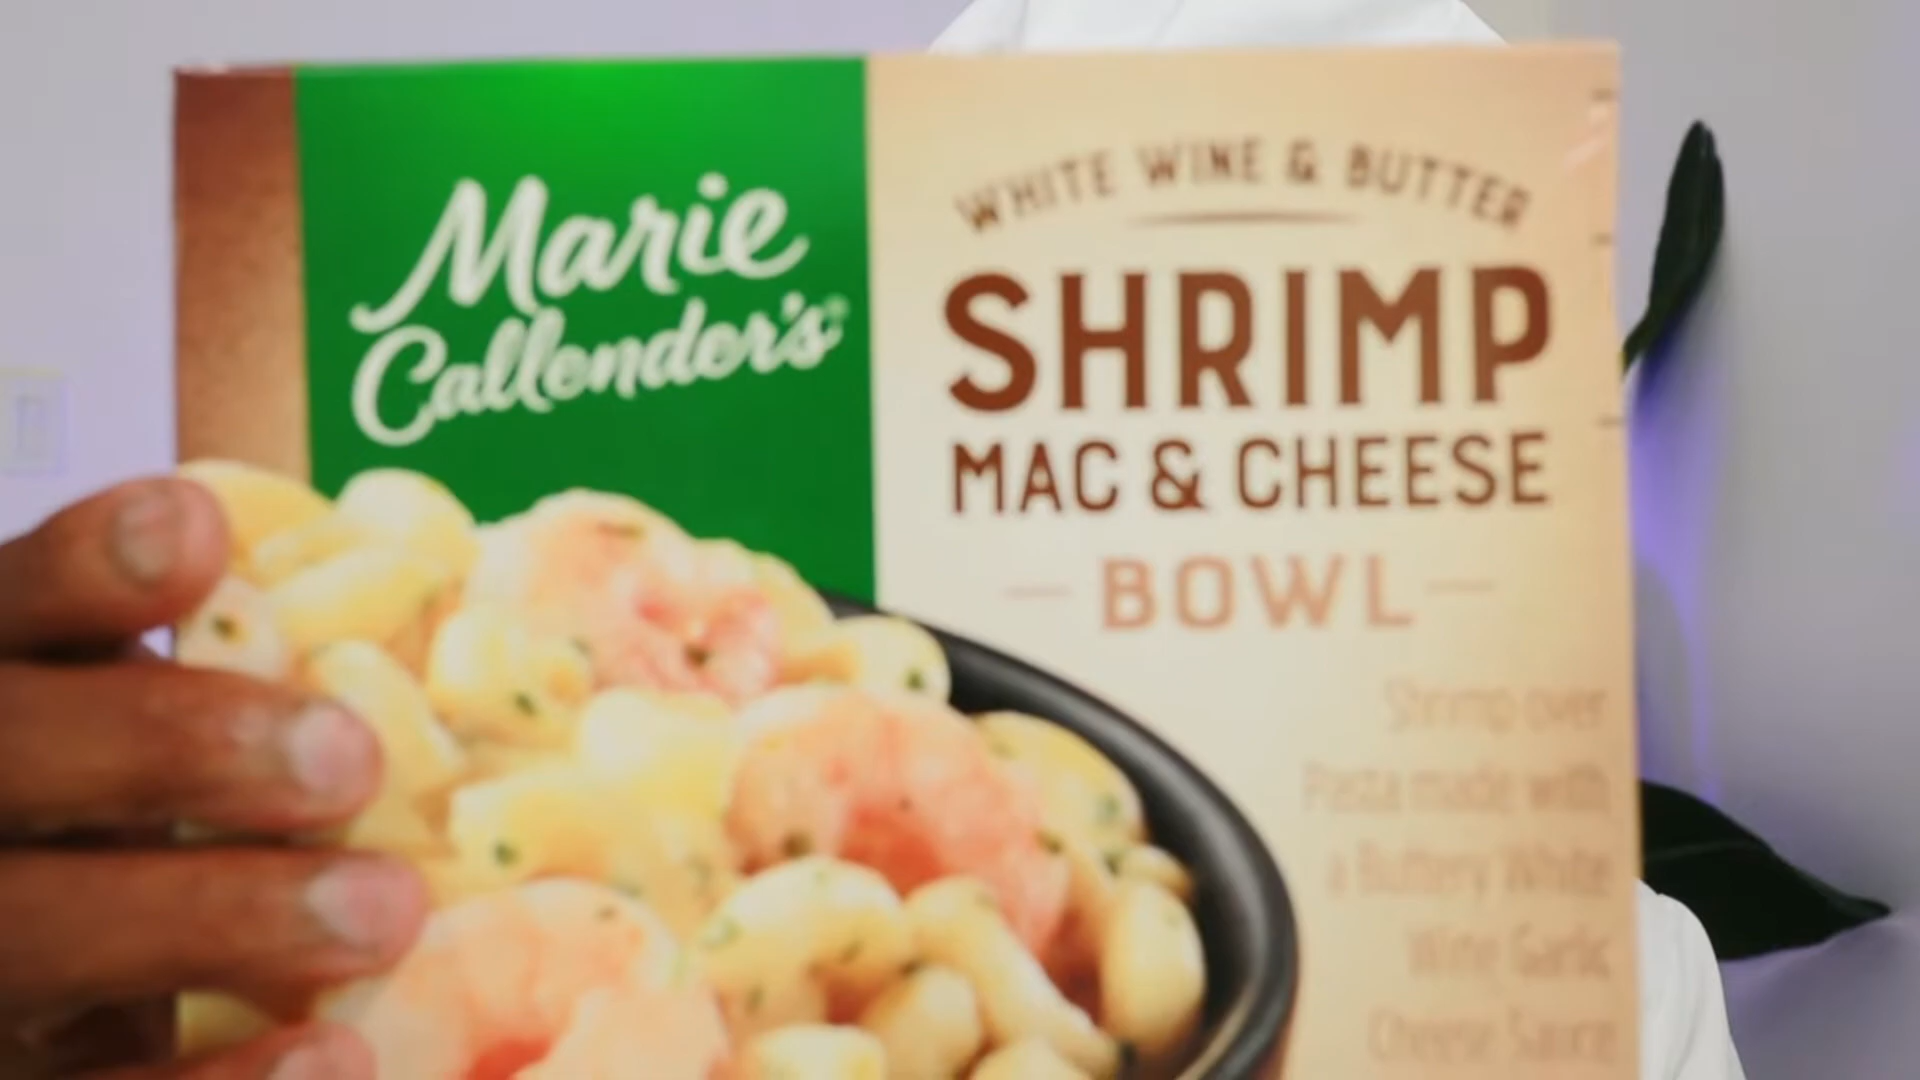 Marie
Callender's®
WHITE WINE & BUTTER
SHRIMP
MAC & CHEESE
BOWL
Shrimp over
Pasta made with
a Buttery White
Wine Garlic
Cheese Sauce